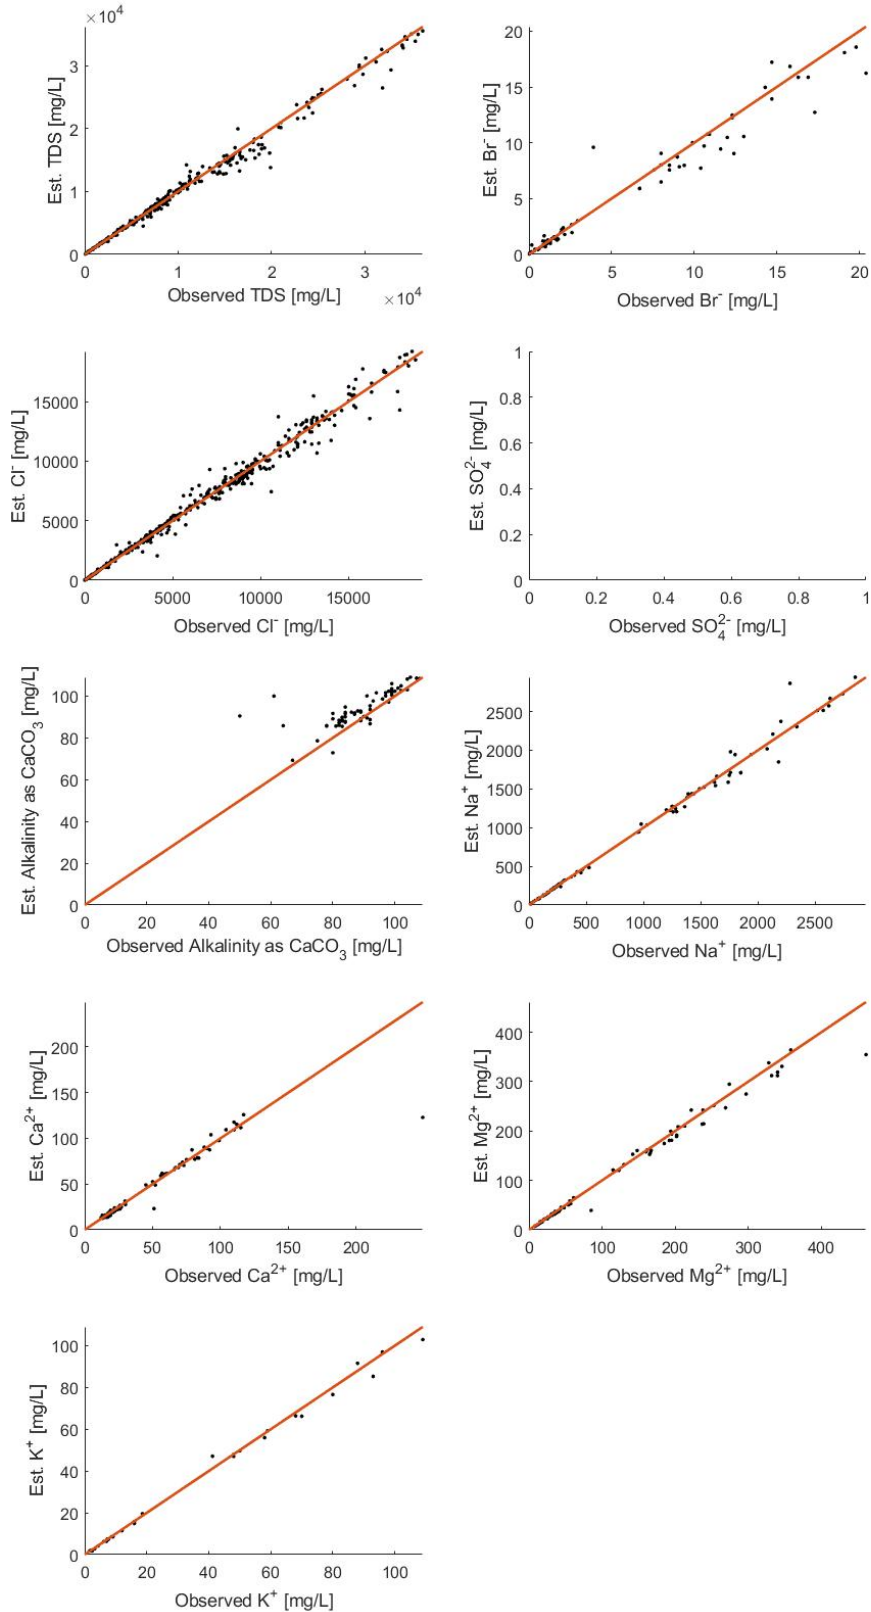 ×10⁴
Est. TDS [mg/L]
3
2
1
0
0 1 2 3
Observed TDS [mg/L]
×10⁴
Est. Br⁻ [mg/L]
20
15
10
5
0
0 5 10 15 20
Observed Br⁻ [mg/L]
Est. Cl⁻ [mg/L]
15000
10000
5000
0
0 5000 10000 15000
Observed Cl⁻ [mg/L]
Est. SO₄²⁻ [mg/L]
1
0.8
0.6
0.4
0.2
0
0 0.2 0.4 0.6 0.8 1
Observed SO₄²⁻ [mg/L]
Est. Alkalinity as CaCO₃ [mg/L]
100
80
60
40
20
0
0 20 40 60 80 100
Observed Alkalinity as CaCO₃ [mg/L]
Est. Na⁺ [mg/L]
2500
2000
1500
1000
500
0
0 500 1000 1500 2000 2500
Observed Na⁺ [mg/L]
Est. Ca²⁺ [mg/L]
200
150
100
50
0
0 50 100 150 200
Observed Ca²⁺ [mg/L]
Est. Mg²⁺ [mg/L]
400
300
200
100
0
0 100 200 300 400
Observed Mg²⁺ [mg/L]
Est. K⁺ [mg/L]
100
80
60
40
20
0
0 20 40 60 80 100
Observed K⁺ [mg/L]